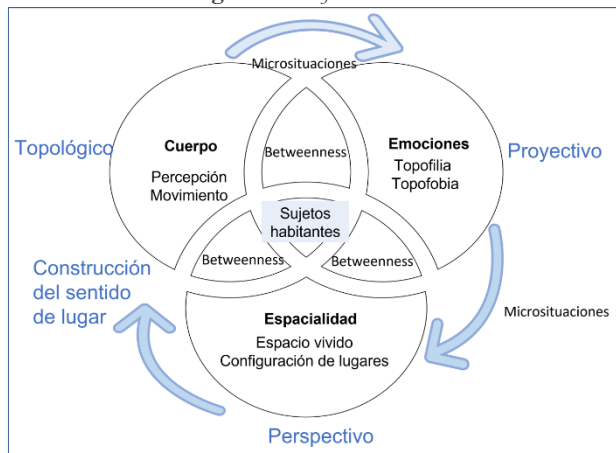 Microsituaciones
Topológico
Cuerpo
Percepción
Movimiento
Betweenness
Emociones
Topofilia
Topofobia
Proyectivo
Sujetos
habitantes
Betweenness
Betweenness
Construcción
del sentido
de lugar
Microsituaciones
Espacialidad
Espacio vivido
Configuración de lugares
Perspectivo